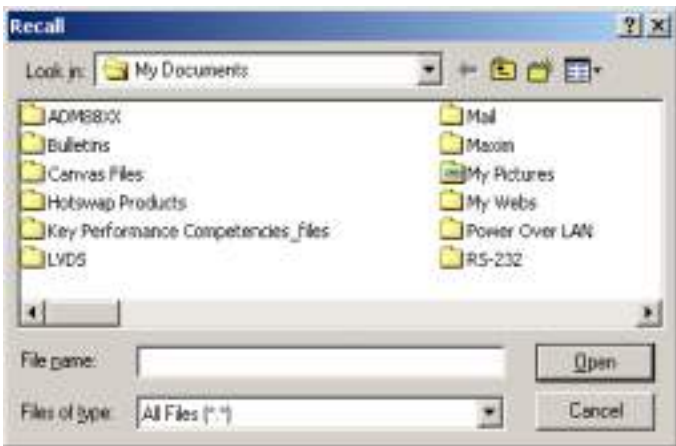 Recall
Look in: My Documents
ADM88XX
Bulletins
Canvas Files
Hotswap Products
Key Performance Competencies_files
LVDS
Mail
Maxim
My Pictures
My Webs
Power Over LAN
RS-232
File name:
Open
Files of type: All Files (*.*)
Cancel